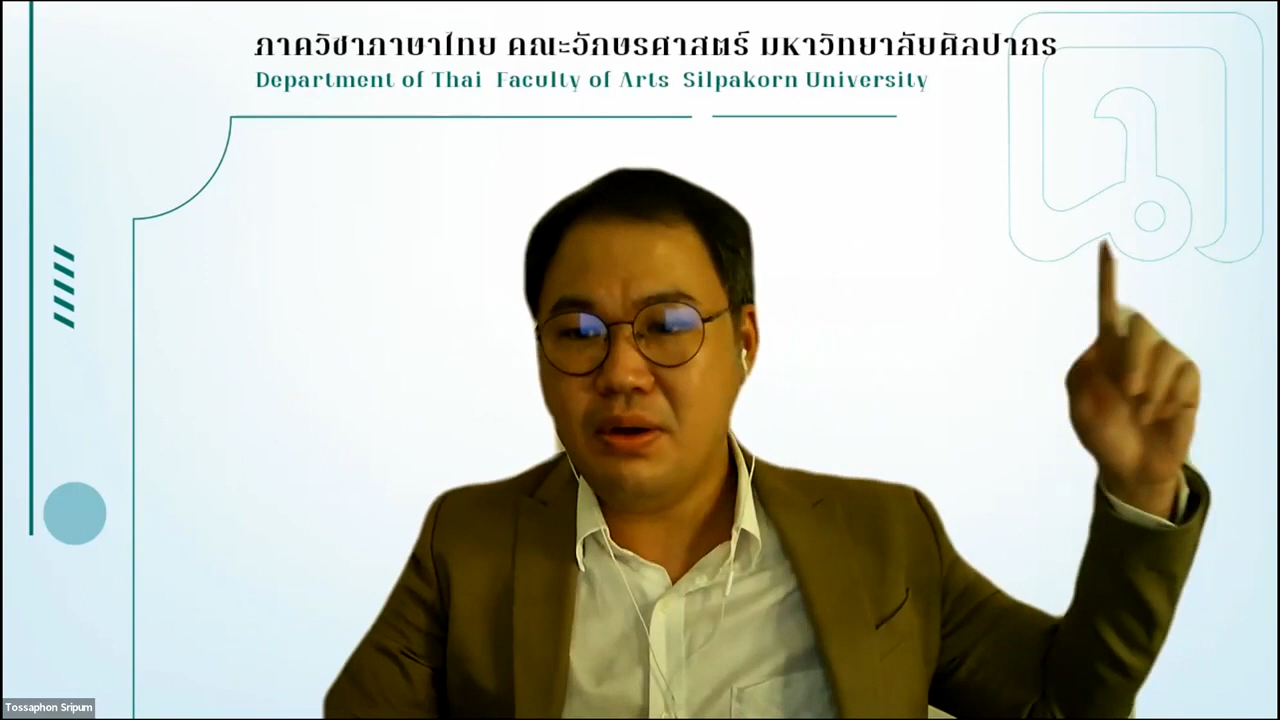 ภาควิชาภาษาไทย คณะอักษรศาสตร์ มหาวิทยาลัยศิลปากร
Department of Thai Faculty of Arts Silpakorn University
Tossaphon Sripum